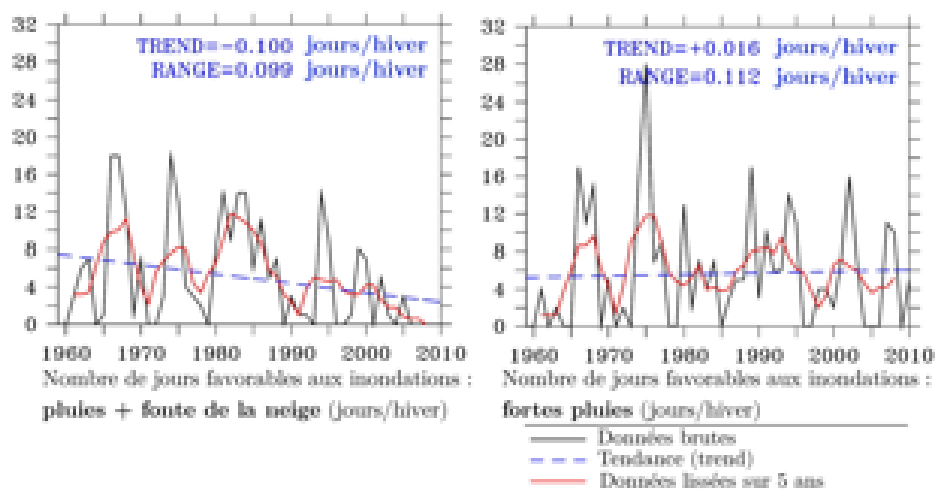 32
28
24
20
16
12
8
4
0
TREND=−0.100 jours/hiver
RANGE=0.099 jours/hiver
1960 1970 1980 1990 2000 2010
Nombre de jours favorables aux inondations :
pluies + fonte de la neige (jours/hiver)
32
28
24
20
16
12
8
4
0
TREND=+0.016 jours/hiver
RANGE=0.112 jours/hiver
1960 1970 1980 1990 2000 2010
Nombre de jours favorables aux inondations :
fortes pluies (jours/hiver)
Données brutes
Tendance (trend)
Données lissées sur 5 ans